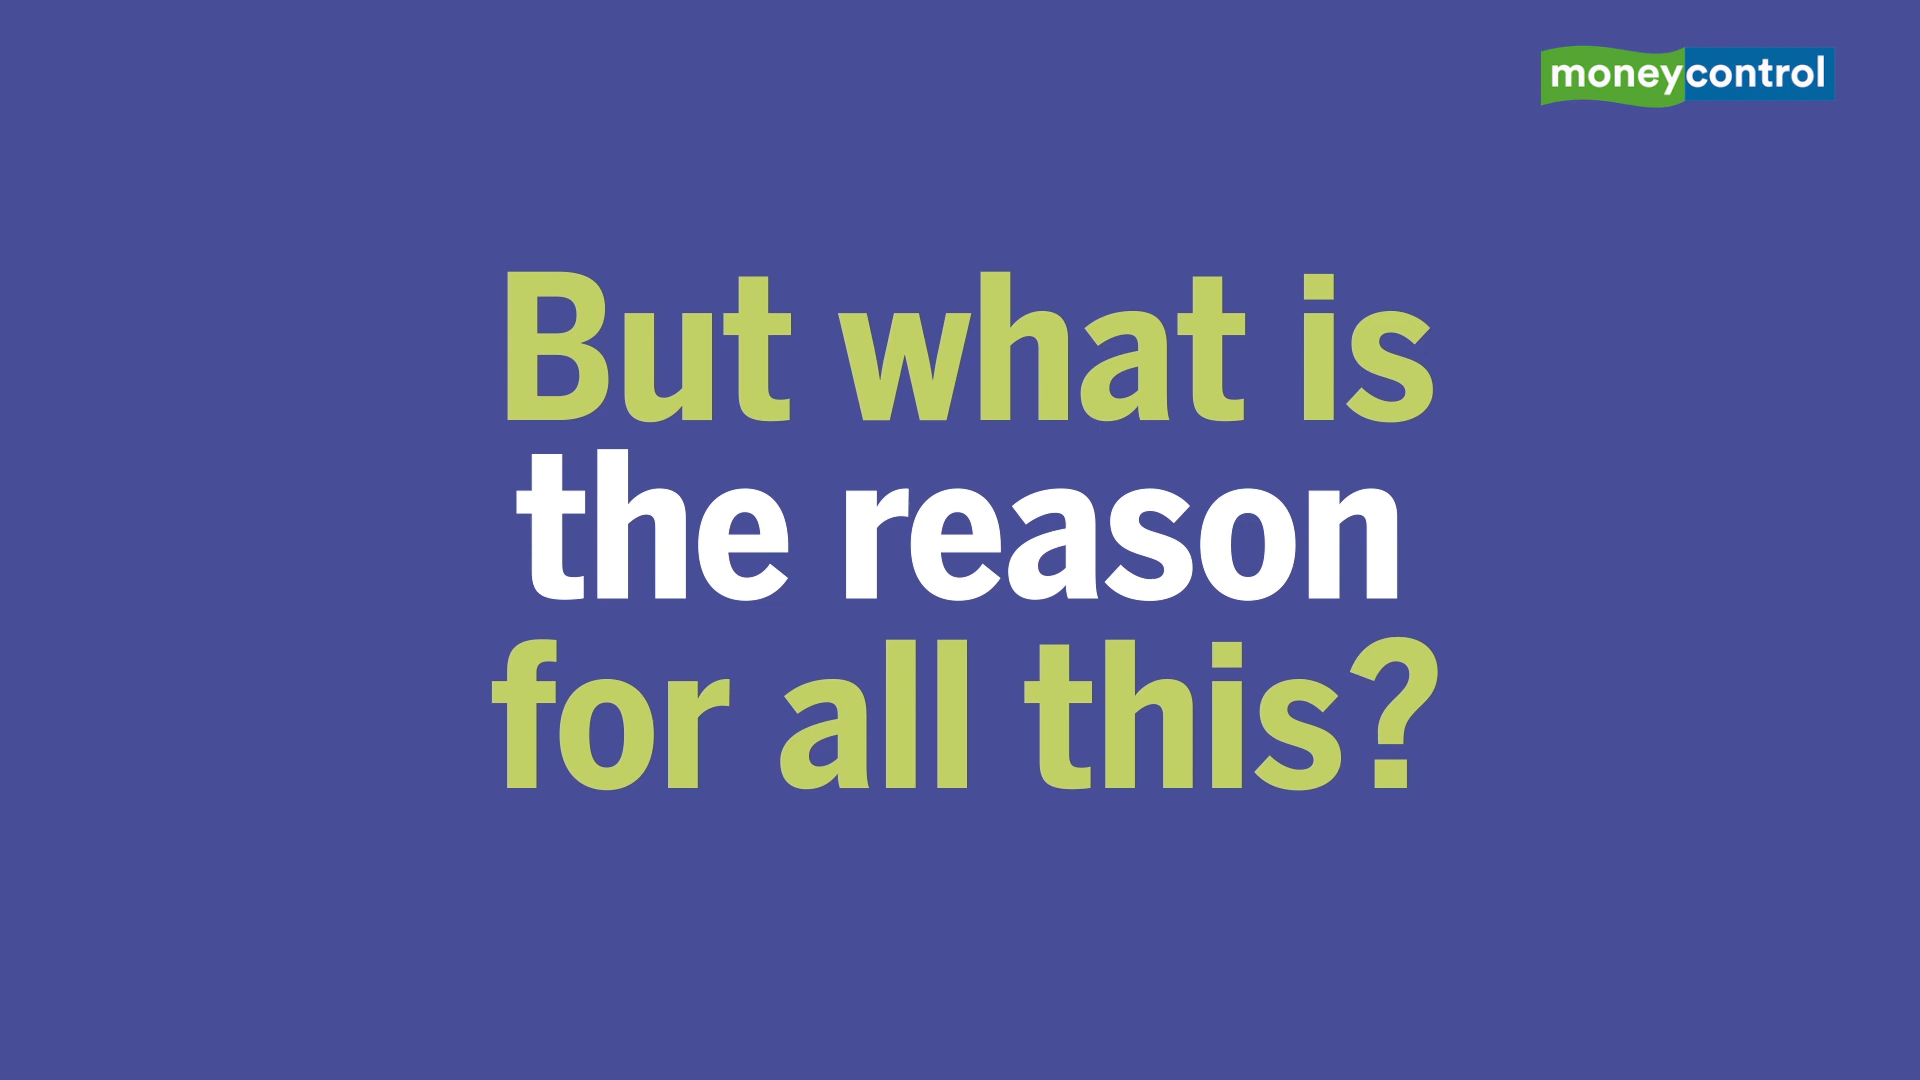 moneycontrol
But what is
the reason
for all this?